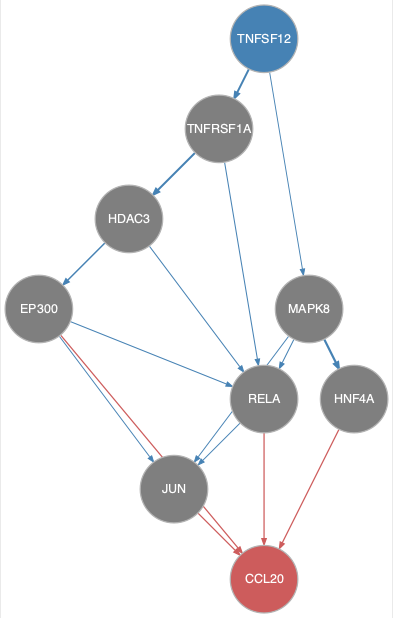 TNFSF12
TNFRSF1A
HDAC3
EP300
MAPK8
RELA
HNF4A
JUN
CCL20